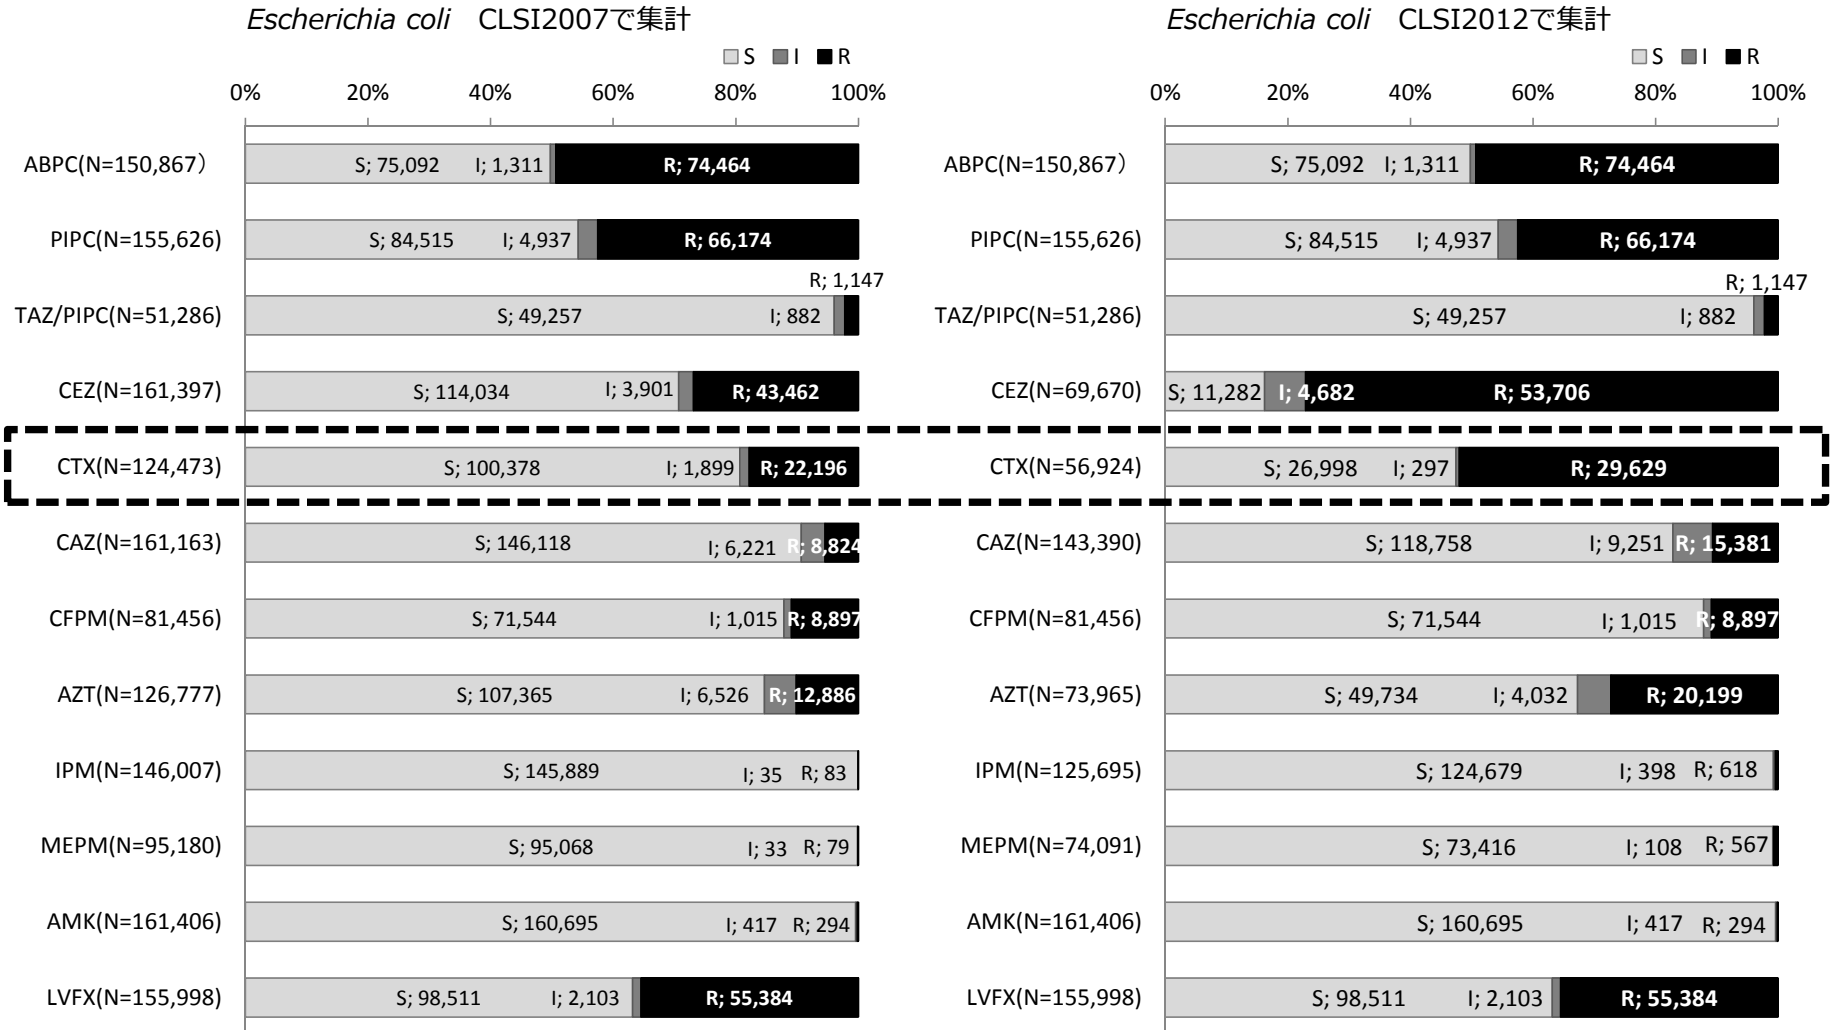 Escherichia coli CLSI2007で集計
S I R
0% 20% 40% 60% 80% 100%
ABPC(N=150,867） S; 75,092 I; 1,311 R; 74,464
PIPC(N=155,626) S; 84,515 I; 4,937 R; 66,174
R; 1,147
TAZ/PIPC(N=51,286) S; 49,257 I; 882
CEZ(N=161,397) S; 114,034 I; 3,901 R; 43,462
CTX(N=124,473) S; 100,378 I; 1,899 R; 22,196
CAZ(N=161,163) S; 146,118 I; 6,221 R; 8,824
CFPM(N=81,456) S; 71,544 I; 1,015 R; 8,897
AZT(N=126,777) S; 107,365 I; 6,526 R; 12,886
IPM(N=146,007) S; 145,889 I; 35 R; 83
MEPM(N=95,180) S; 95,068 I; 33 R; 79
AMK(N=161,406) S; 160,695 I; 417 R; 294
LVFX(N=155,998) S; 98,511 I; 2,103 R; 55,384
Escherichia coli CLSI2012で集計
S I R
0% 20% 40% 60% 80% 100%
ABPC(N=150,867） S; 75,092 I; 1,311 R; 74,464
PIPC(N=155,626) S; 84,515 I; 4,937 R; 66,174
R; 1,147
TAZ/PIPC(N=51,286) S; 49,257 I; 882
CEZ(N=69,670) S; 11,282 I; 4,682 R; 53,706
CTX(N=56,924) S; 26,998 I; 297 R; 29,629
CAZ(N=143,390) S; 118,758 I; 9,251 R; 15,381
CFPM(N=81,456) S; 71,544 I; 1,015 R; 8,897
AZT(N=73,965) S; 49,734 I; 4,032 R; 20,199
IPM(N=125,695) S; 124,679 I; 398 R; 618
MEPM(N=74,091) S; 73,416 I; 108 R; 567
AMK(N=161,406) S; 160,695 I; 417 R; 294
LVFX(N=155,998) S; 98,511 I; 2,103 R; 55,384